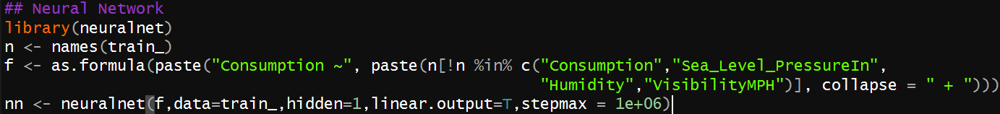 ## Neural Network
library(neuralnet)
n <- names(train_)
f <- as.formula(paste("Consumption ~", paste(n[!n %in% c("Consumption","Sea_Level_PressureIn",
"Humidity","VisibilityMPH")], collapse = " + ")))
nn <- neuralnet(f,data=train_,hidden=1,linear.output=T,stepmax = 1e+06)